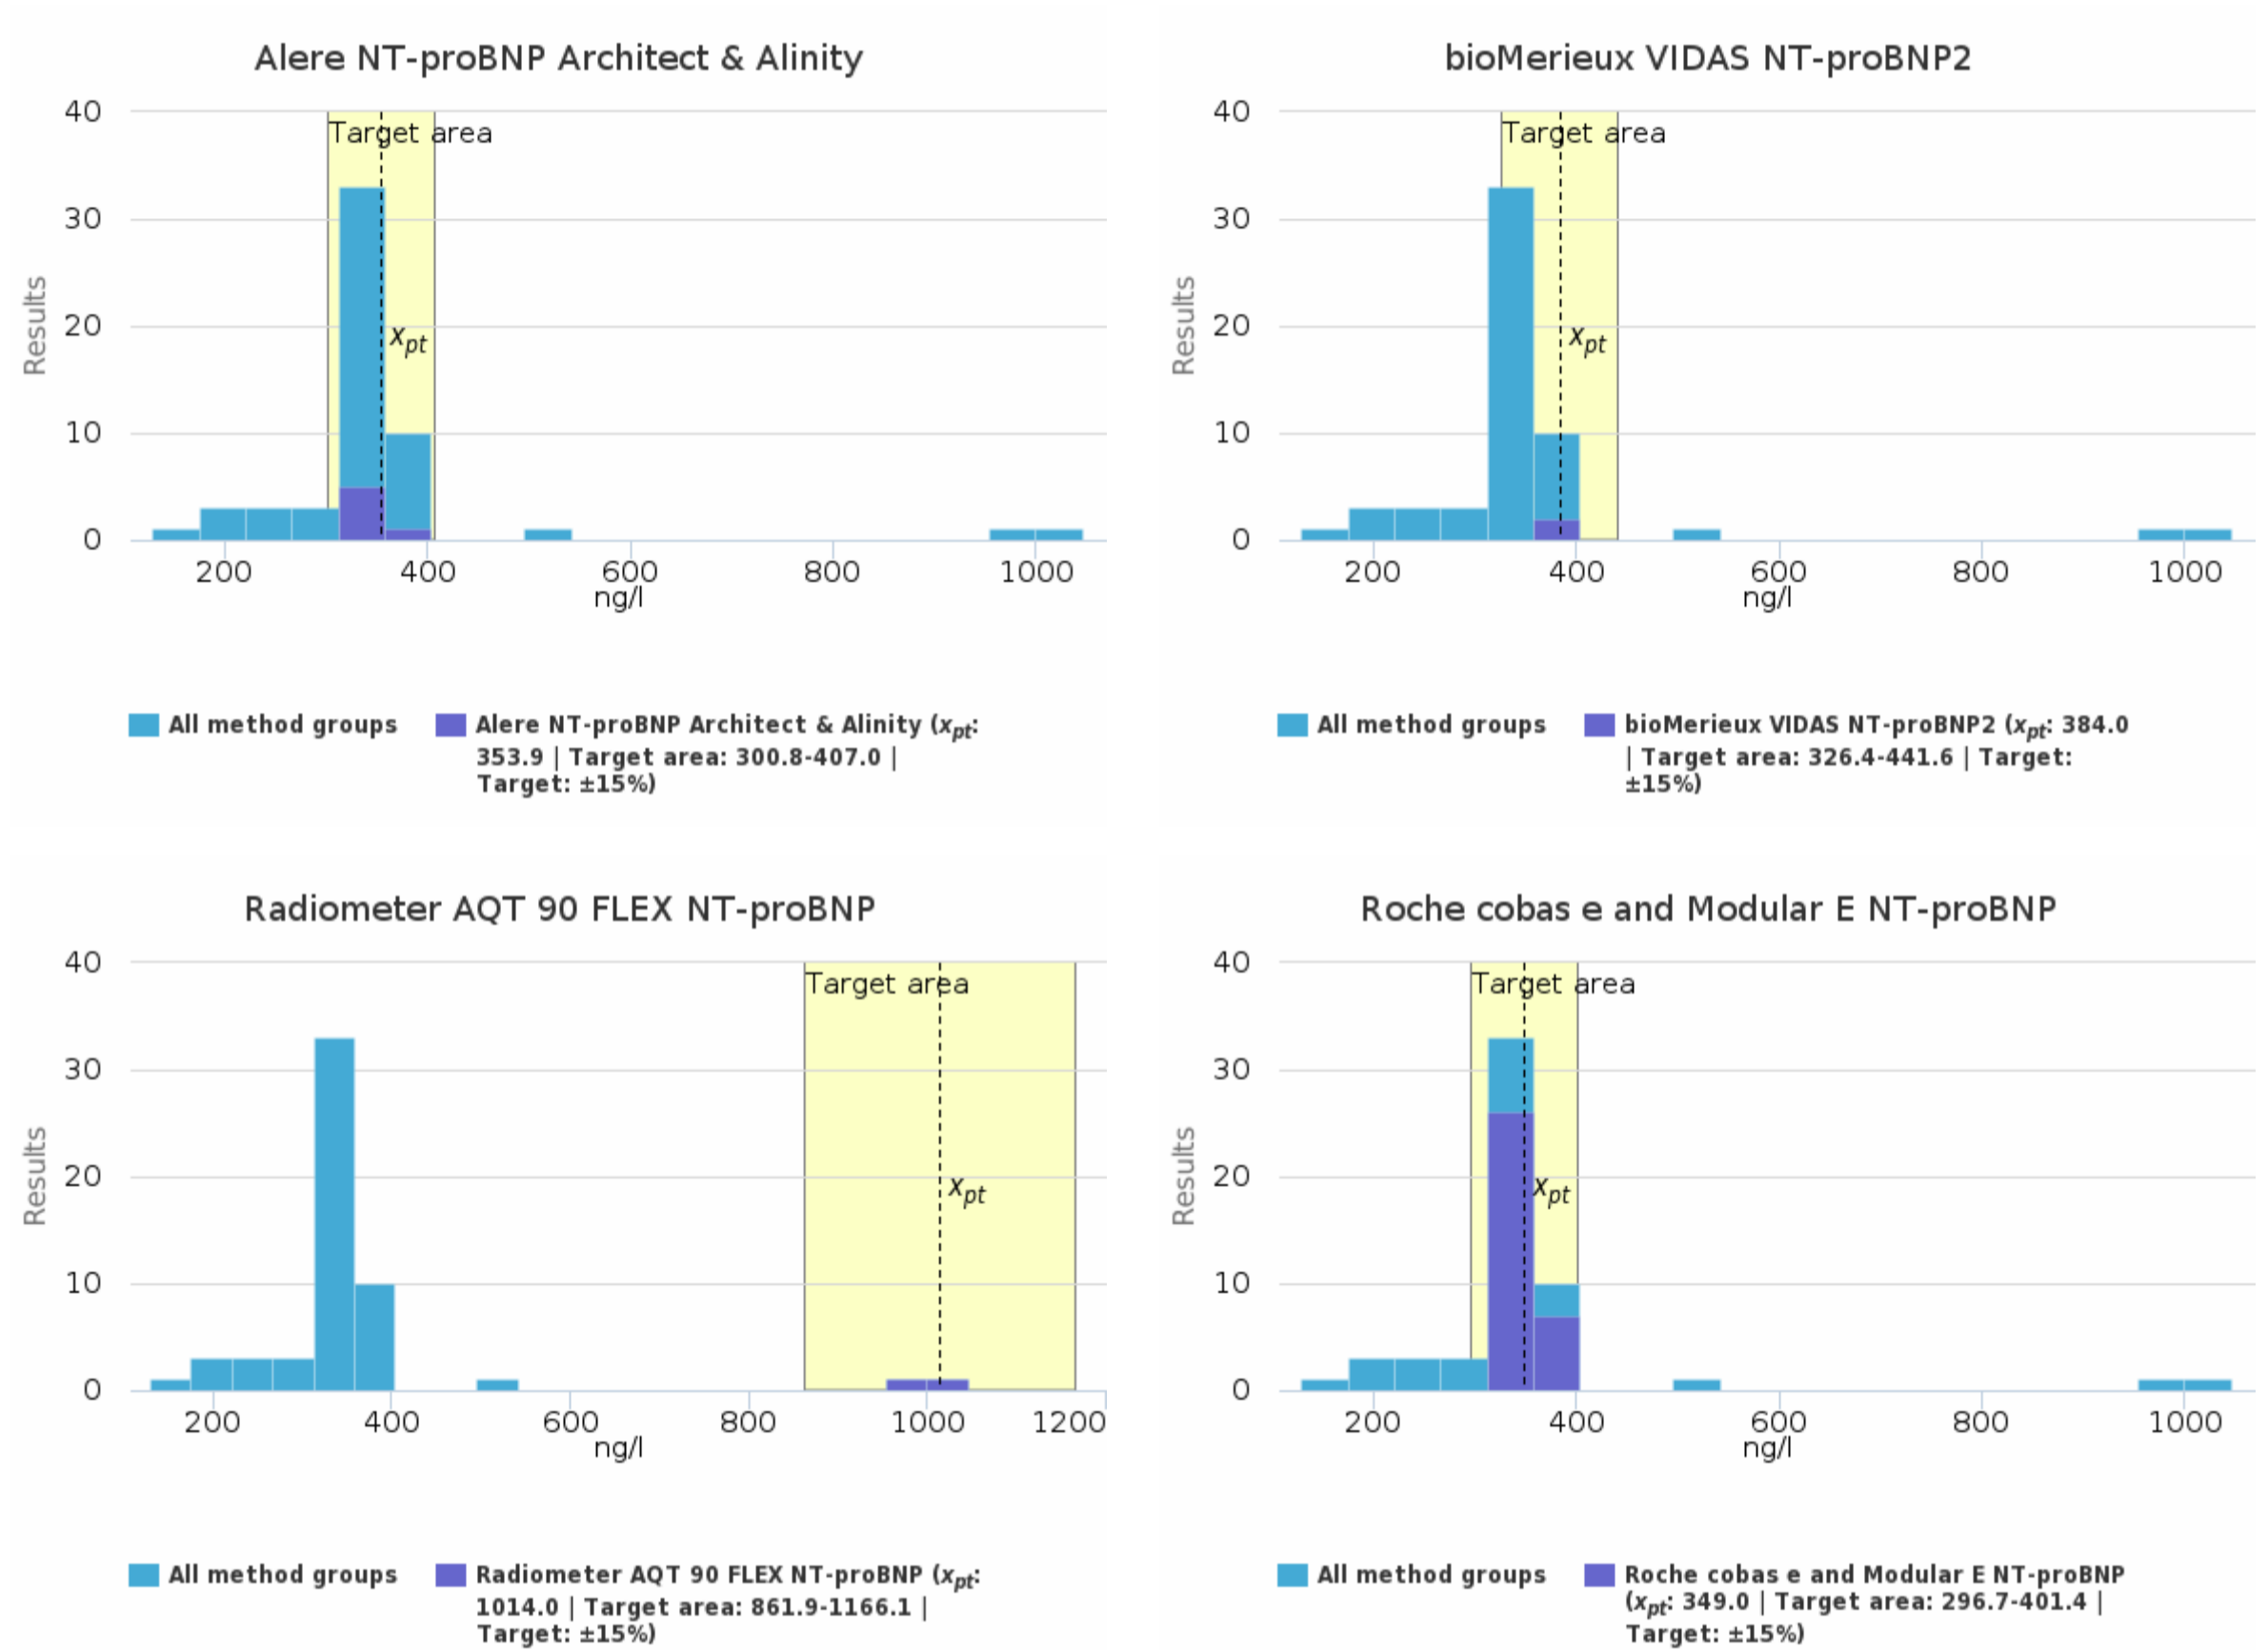 Alere NT-proBNP Architect & Alinity
40
Target area
30
Results
20
xpt
10
0
200
400
600
800
1000
ng/l
All method groups
Alere NT-proBNP Architect & Alinity (xpt:
353.9 | Target area: 300.8-407.0 |
Target: ±15%)
bioMerieux VIDAS NT-proBNP2
40
Target area
30
Results
20
xpt
10
0
200
400
600
800
1000
ng/l
All method groups
bioMerieux VIDAS NT-proBNP2 (xpt: 384.0
| Target area: 326.4-441.6 | Target:
±15%)
Radiometer AQT 90 FLEX NT-proBNP
40
Target area
30
Results
20
xpt
10
0
200
400
600
800
1000
1200
ng/l
All method groups
Radiometer AQT 90 FLEX NT-proBNP (xpt:
1014.0 | Target area: 861.9-1166.1 |
Target: ±15%)
Roche cobas e and Modular E NT-proBNP
40
Target area
30
Results
20
xpt
10
0
200
400
600
800
1000
ng/l
All method groups
Roche cobas e and Modular E NT-proBNP
(xpt: 349.0 | Target area: 296.7-401.4 |
Target: ±15%)